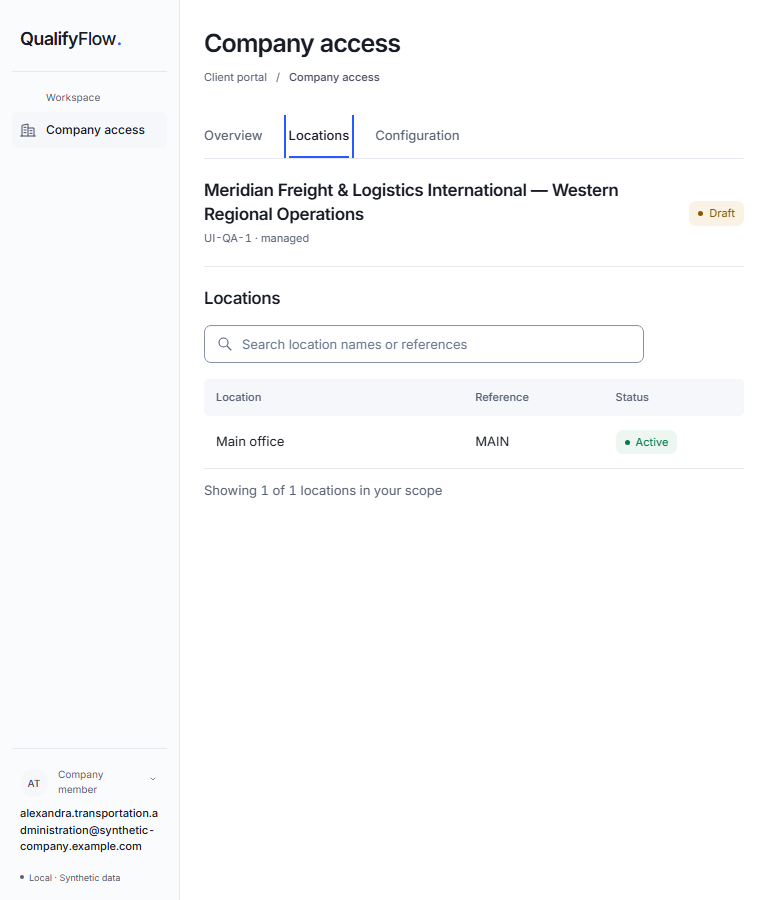 QualifyFlow.
Workspace
Company access
Company access
Client portal / Company access
Overview
Locations
Configuration
Meridian Freight & Logistics International — Western
Regional Operations
UI-QA-1 · managed
Draft
Locations
Search location names or references
Location Reference Status
Main office MAIN Active
Showing 1 of 1 locations in your scope
AT
Company
member
alexandra.transportation.a
dministration@synthetic-
company.example.com
Local · Synthetic data